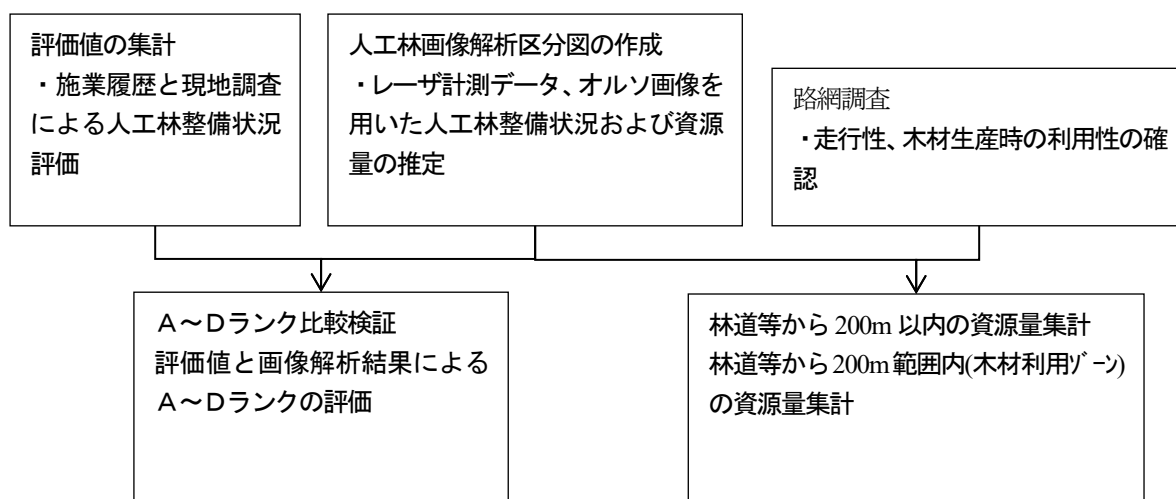 評価値の集計
・施業履歴と現地調査
による人工林整備状況
評価
人工林画像解析区分図の作成
・レーザ計測データ、オルソ画像を
用いた人工林整備状況および資源
量の推定
路網調査
・走行性、木材生産時の利用性の確
認
A～Dランク比較検証
評価値と画像解析結果による
A～Dランクの評価
林道等から 200m 以内の資源量集計
林道等から 200m 範囲内(木材利用ｿﾞｰﾝ)
の資源量集計